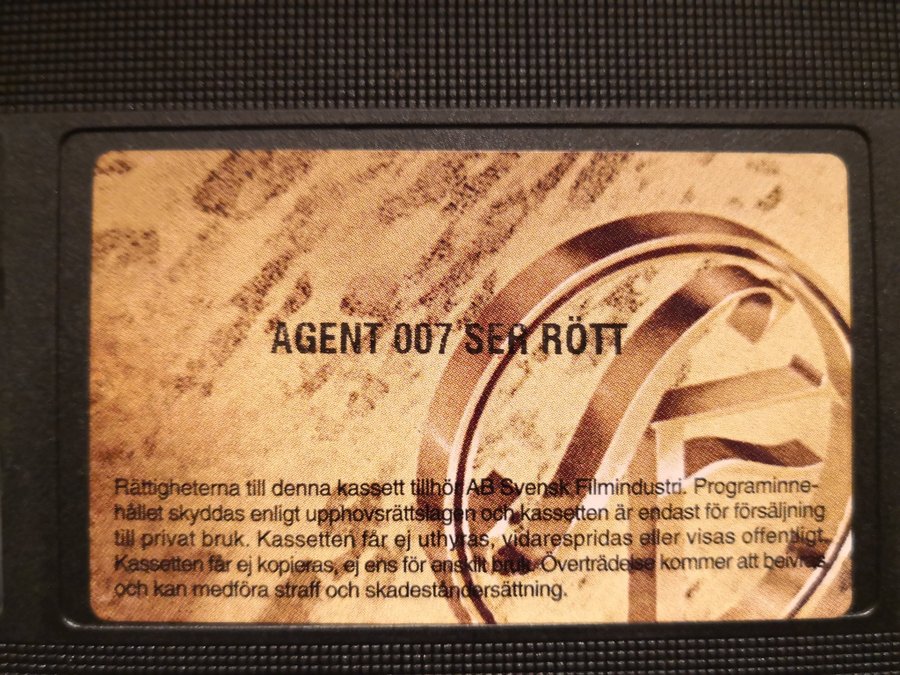 AGENT 007 SER RÖTT
Rättigheterna till denna kassett tillhör AB Svensk Filmindustri. Programinne-
hållet skyddas enligt upphovsrättslagen och kassetten är endast för försäljning
till privat bruk. Kassetten får ej uthyras, vidarespridas eller visas offentligt.
Kassetten får ej kopieras, ej ens för enskilt bruk. Överträdelse kommer att beivras
och kan medföra straff och skadeståndersättning.